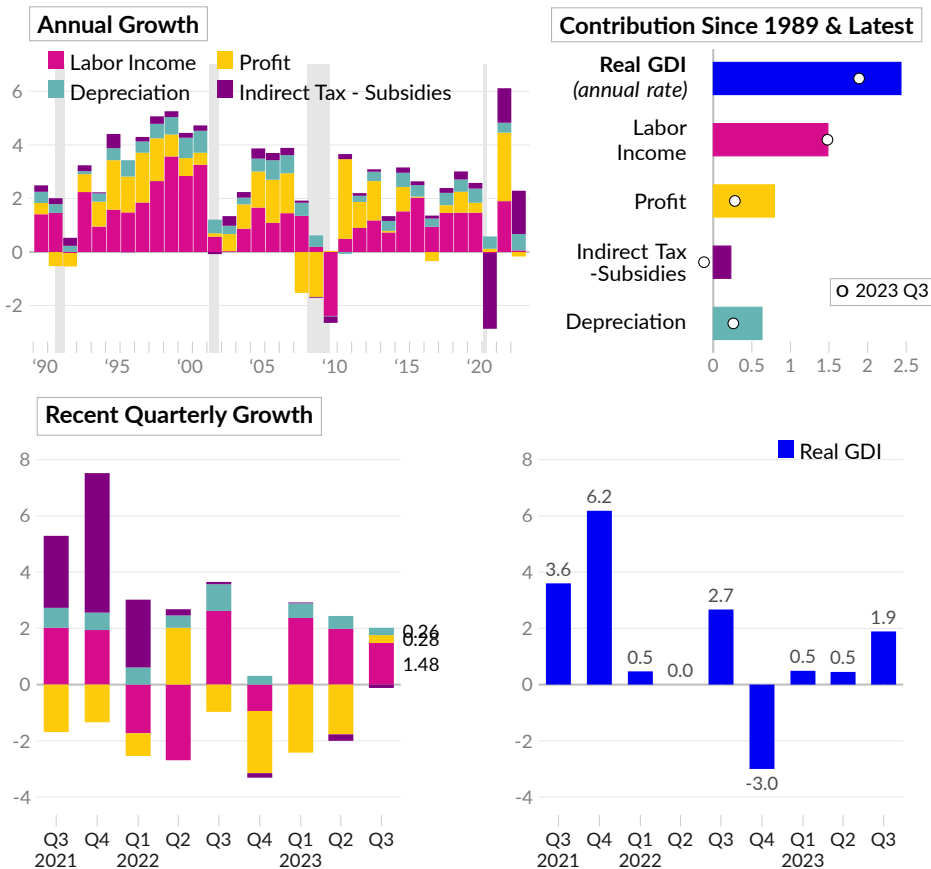 Annual Growth
Labor Income
Profit
Depreciation
Indirect Tax - Subsidies
6
4
2
0
-2
‘90
‘95
‘00
‘05
‘10
‘15
‘20
Contribution Since 1989 & Latest
Real GDI
(annual rate)
Labor
Income
Profit
Indirect Tax
-Subsidies
Depreciation
2023 Q3
0 0.5 1 1.5 2 2.5
Recent Quarterly Growth
8
6
4
2
0
-2
-4
0.26
0.28
1.48
Q3 Q4 Q1 Q2 Q3 Q4 Q1 Q2 Q3
2021 2022 2023
Real GDI
8
6
4
2
0
-2
-4
3.6
6.2
0.5
0.0
2.7
-3.0
0.5
0.5
1.9
Q3 Q4 Q1 Q2 Q3 Q4 Q1 Q2 Q3
2021 2022 2023